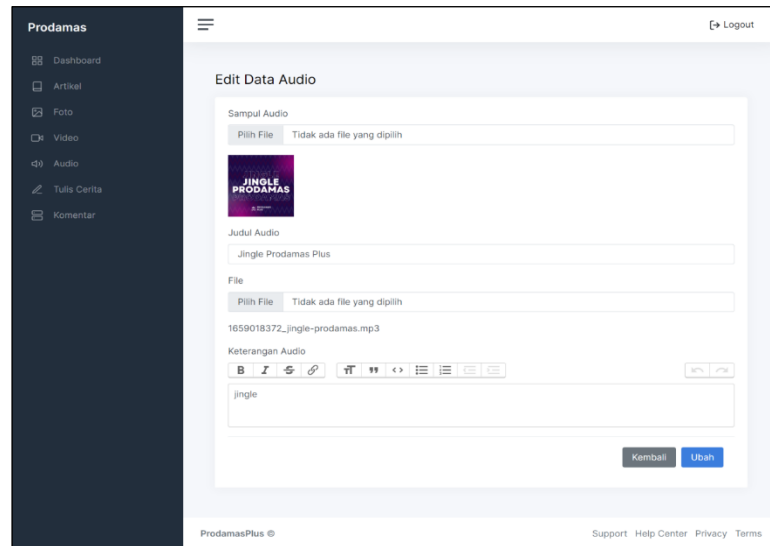 Prodamas
Logout
Dashboard
Artikel
Foto
Video
Audio
Tulis Cerita
Komentar
Edit Data Audio
Sampul Audio
Pilih File Tidak ada file yang dipilih
JINGLE
PRODAMAS
Judul Audio
Jingle Prodamas Plus
File
Pilih File Tidak ada file yang dipilih
1659018372_jingle-prodamas.mp3
Keterangan Audio
jingle
Kembali Ubah
ProdamasPlus © Support Help Center Privacy Terms